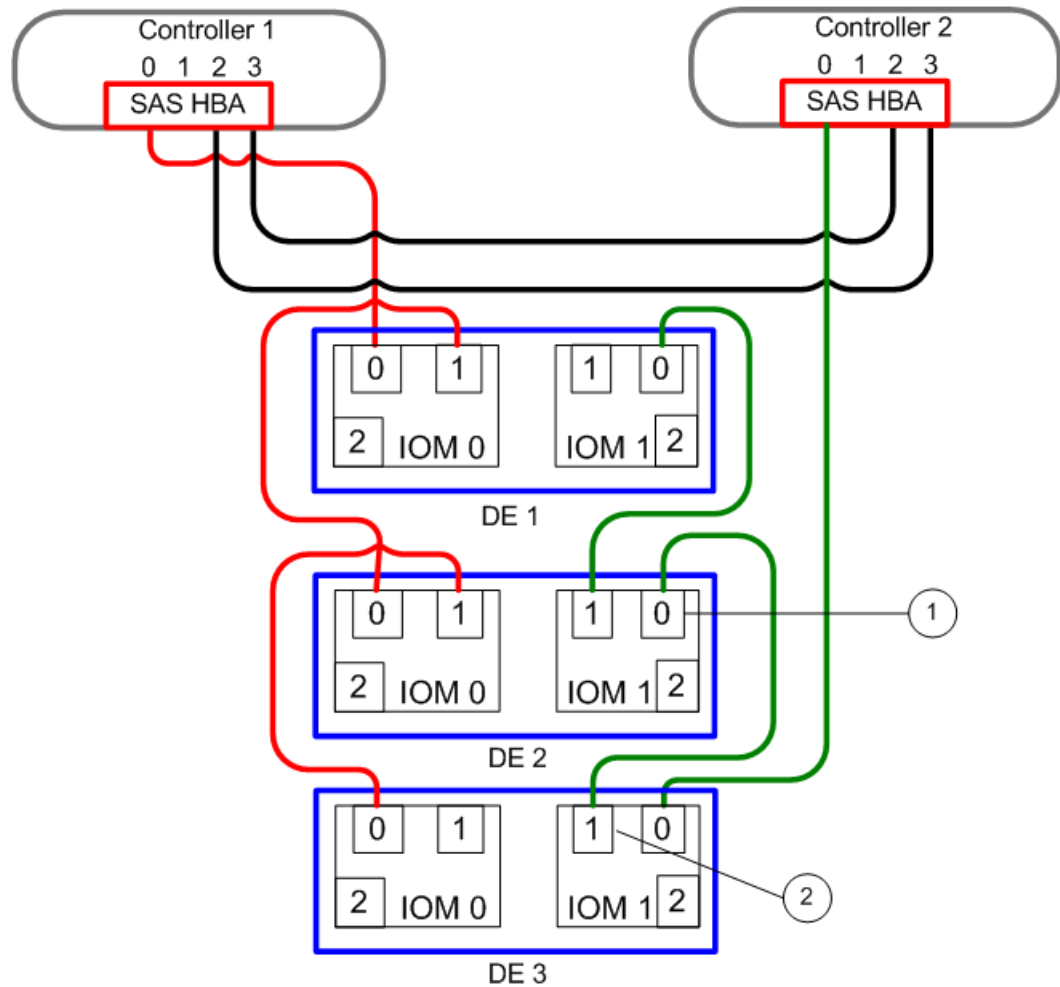 Controller 1
0 1 2 3
SAS HBA
Controller 2
0 1 2 3
SAS HBA
0 1
2 IOM 0
1 0
IOM 1 2
DE 1
0 1
2 IOM 0
1 0
IOM 1 2
1
DE 2
0 1
2 IOM 0
1 0
IOM 1 2
2
DE 3